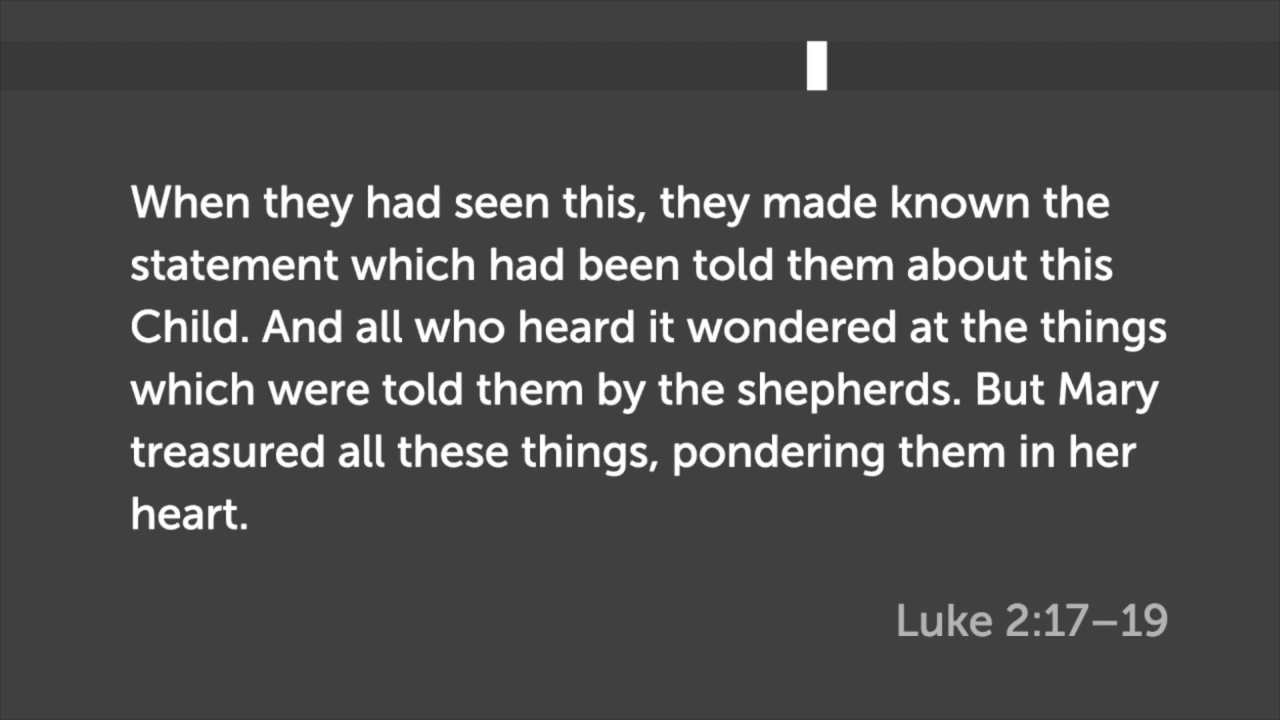 When they had seen this, they made known the
statement which had been told them about this
Child. And all who heard it wondered at the things
which were told them by the shepherds. But Mary
treasured all these things, pondering them in her
heart.
Luke 2:17–19